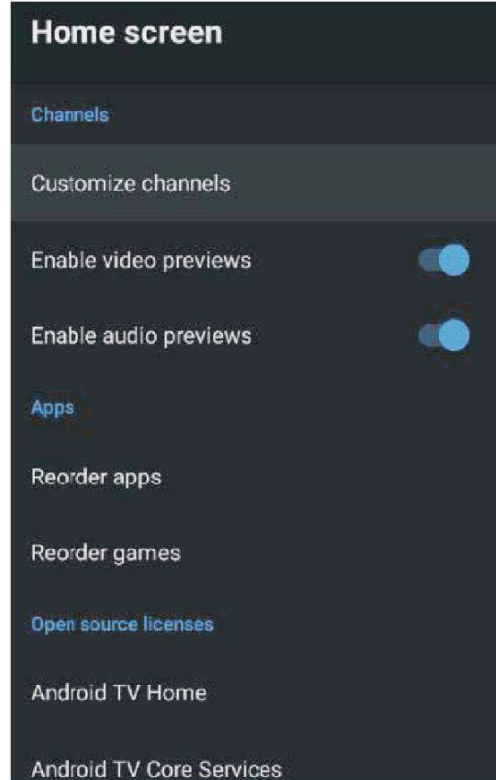 Home screen
Channels
Customize channels
Enable video previews
Enable audio previews
Apps
Reorder apps
Reorder games
Open source licenses
Android TV Home
Android TV Core Services